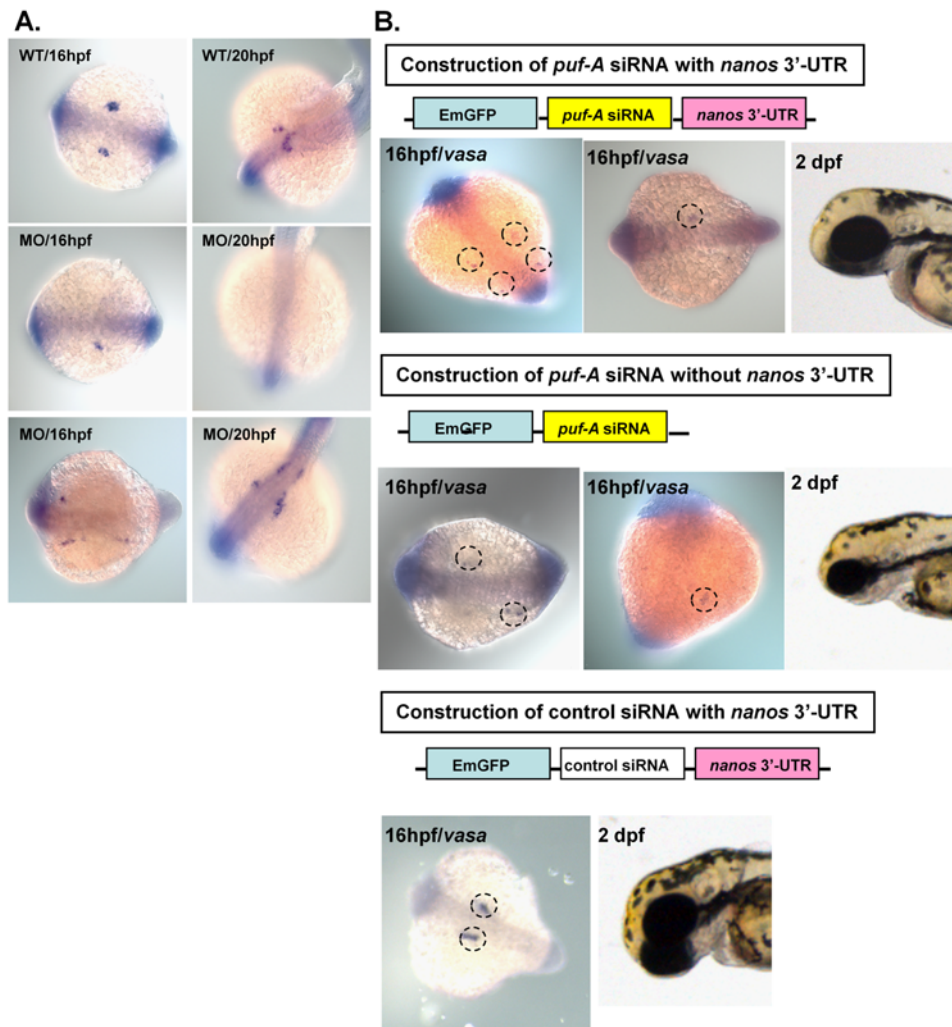 A.
WT/16hpf
WT/20hpf
MO/16hpf
MO/20hpf
MO/16hpf
MO/20hpf
B.
Construction of puf-A siRNA with nanos 3'-UTR
EmGFP
puf-A siRNA
nanos 3'-UTR
16hpf/vasa
16hpf/vasa
2 dpf
Construction of puf-A siRNA without nanos 3'-UTR
EmGFP
puf-A siRNA
16hpf/vasa
16hpf/vasa
2 dpf
Construction of control siRNA with nanos 3'-UTR
EmGFP
control siRNA
nanos 3'-UTR
16hpf/vasa
2 dpf